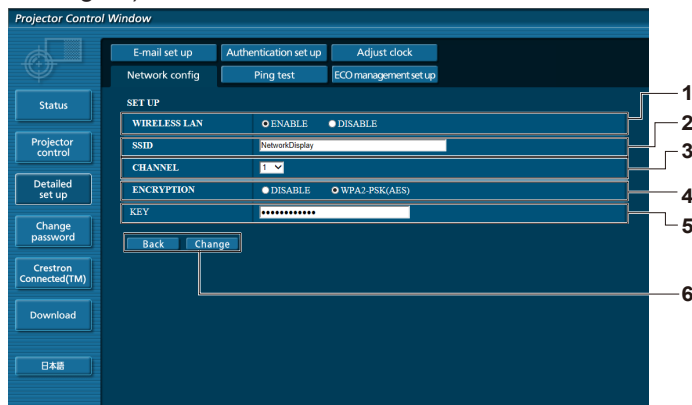 Projector Control Window
E-mail set up
Authentication set up
Adjust clock
Network config
Ping test
ECO management set up
Status
Projector
control
Detailed
set up
Change
password
Crestron
Connected(TM)
Download
日本語
SET UP
WIRELESS LAN ENABLE DISABLE
SSID NetworkDisplay
CHANNEL 1
ENCRYPTION DISABLE WPA2-PSK(AES)
KEY ••••••••••••
Back Change
1
2
3
4
5
6